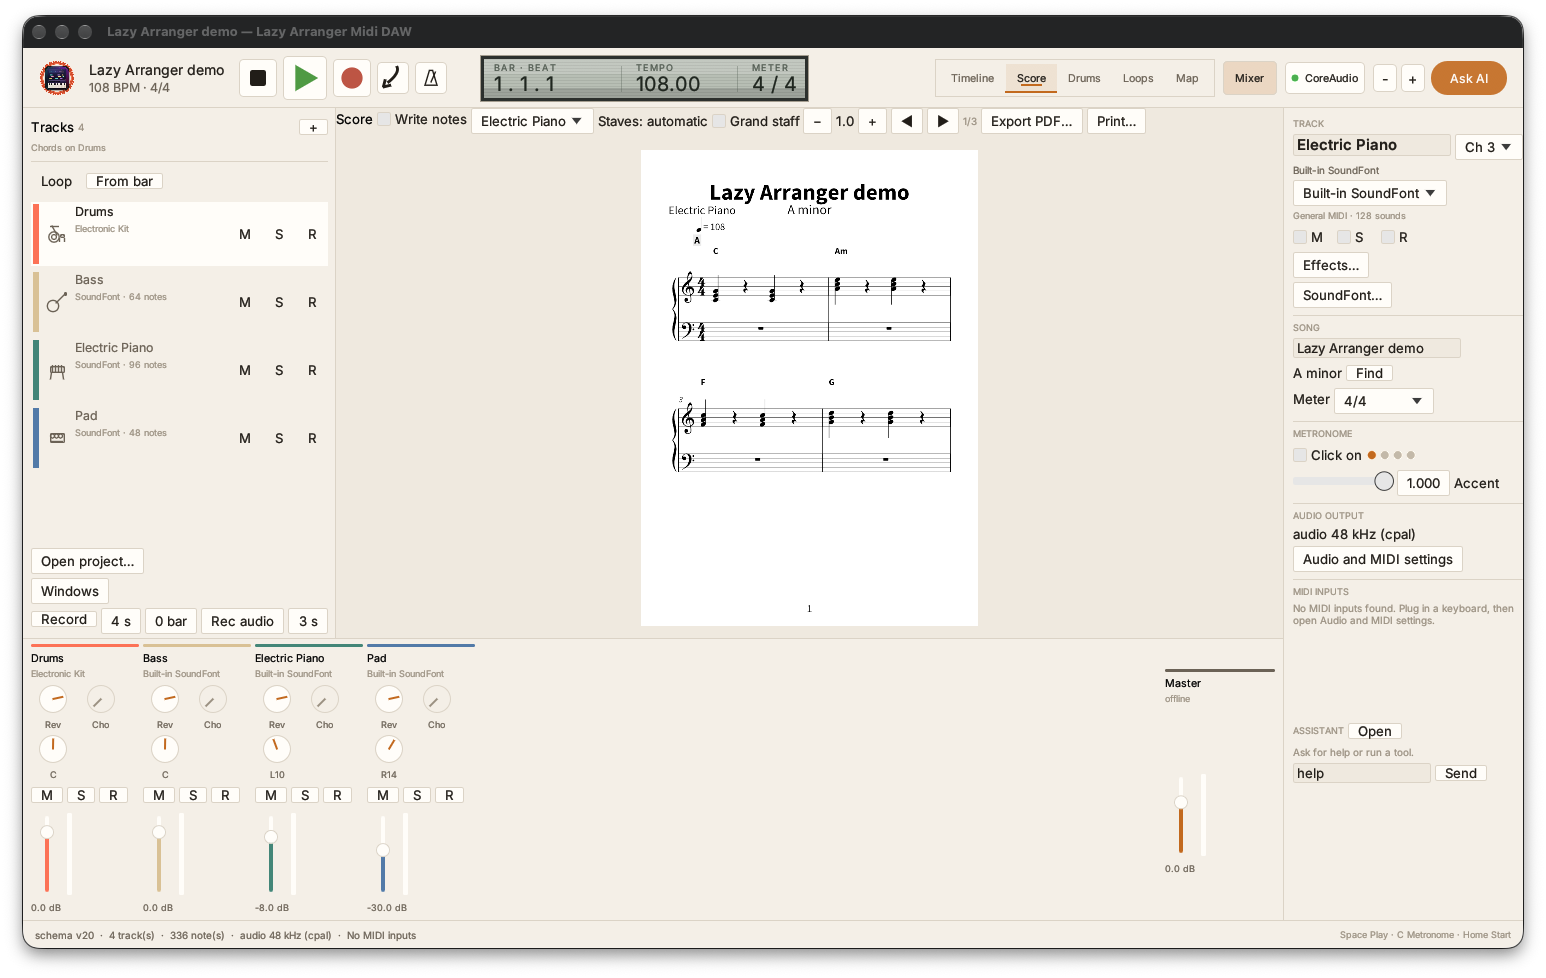 Lazy Arranger demo — Lazy Arranger Midi DAW
Lazy Arranger demo
108 BPM · 4/4
BAR · BEAT
1 . 1 . 1
TEMPO
108.00
METER
4 / 4
Timeline
Score
Drums
Loops
Map
Mixer
CoreAudio
-
+
Ask AI
Tracks 4
+
Chords on Drums
Loop
From bar
Drums
Electronic Kit
M S R
Bass
SoundFont · 64 notes
M S R
Electric Piano
SoundFont · 96 notes
M S R
Pad
SoundFont · 48 notes
M S R
Open project...
Windows
Record
4 s
0 bar
Rec audio
3 s
Score
Write notes
Electric Piano
Staves: automatic
Grand staff
−
1.0
+
1/3
Export PDF...
Print...
Lazy Arranger demo
Electric Piano
A minor
= 108
A
C
Am
4
4
4
4
F
G
3
1
TRACK
Electric Piano
Ch 3
Built-in SoundFont
Built-in SoundFont
General MIDI · 128 sounds
M S R
Effects...
SoundFont...
SONG
Lazy Arranger demo
A minor
Find
Meter
4/4
METRONOME
Click on
1.000
Accent
AUDIO OUTPUT
audio 48 kHz (cpal)
Audio and MIDI settings
MIDI INPUTS
No MIDI inputs found. Plug in a keyboard, then
open Audio and MIDI settings.
ASSISTANT
Open
Ask for help or run a tool.
help
Send
Drums
Electronic Kit
Rev
Cho
C
M S R
0.0 dB
Bass
Built-in SoundFont
Rev
Cho
C
M S R
0.0 dB
Electric Piano
Built-in SoundFont
Rev
Cho
L10
M S R
-8.0 dB
Pad
Built-in SoundFont
Rev
Cho
R14
M S R
-30.0 dB
Master
offline
0.0 dB
schema v20 · 4 track(s) · 336 note(s) · audio 48 kHz (cpal) · No MIDI inputs
Space Play · C Metronome · Home Start